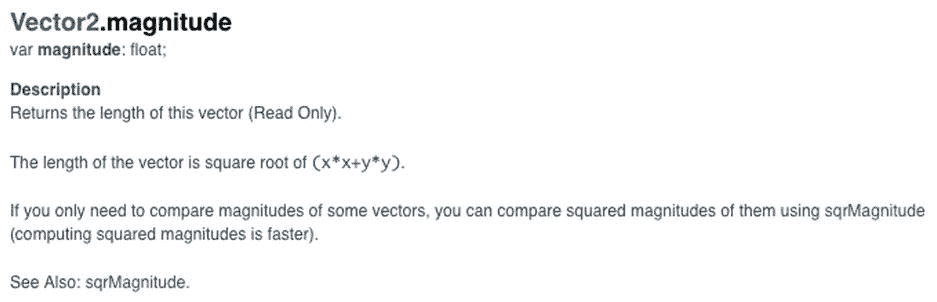 Vector2.magnitude
var magnitude: float;
Description
Returns the length of this vector (Read Only).
The length of the vector is square root of (x*x+y*y).
If you only need to compare magnitudes of some vectors, you can compare squared magnitudes of them using sqrMagnitude
(computing squared magnitudes is faster).
See Also: sqrMagnitude.